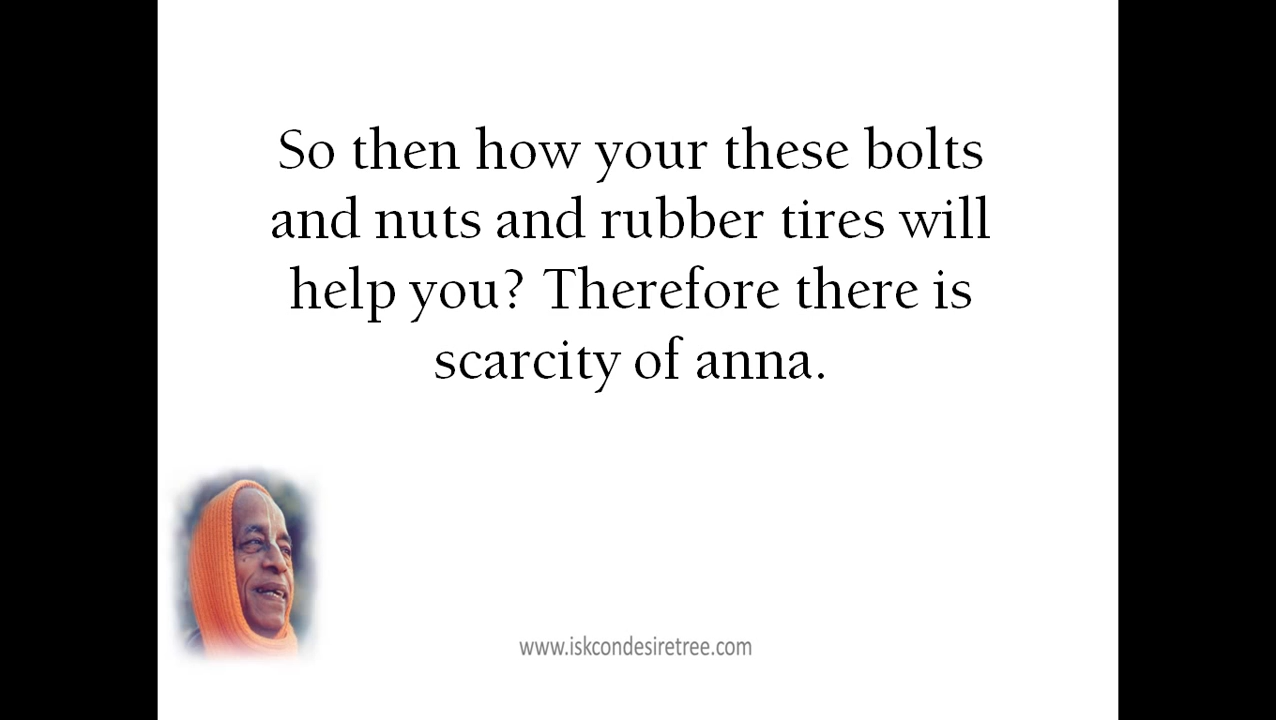 So then how your these bolts
and nuts and rubber tires will
help you? Therefore there is
scarcity of anna.
www.iskcondesiretree.com